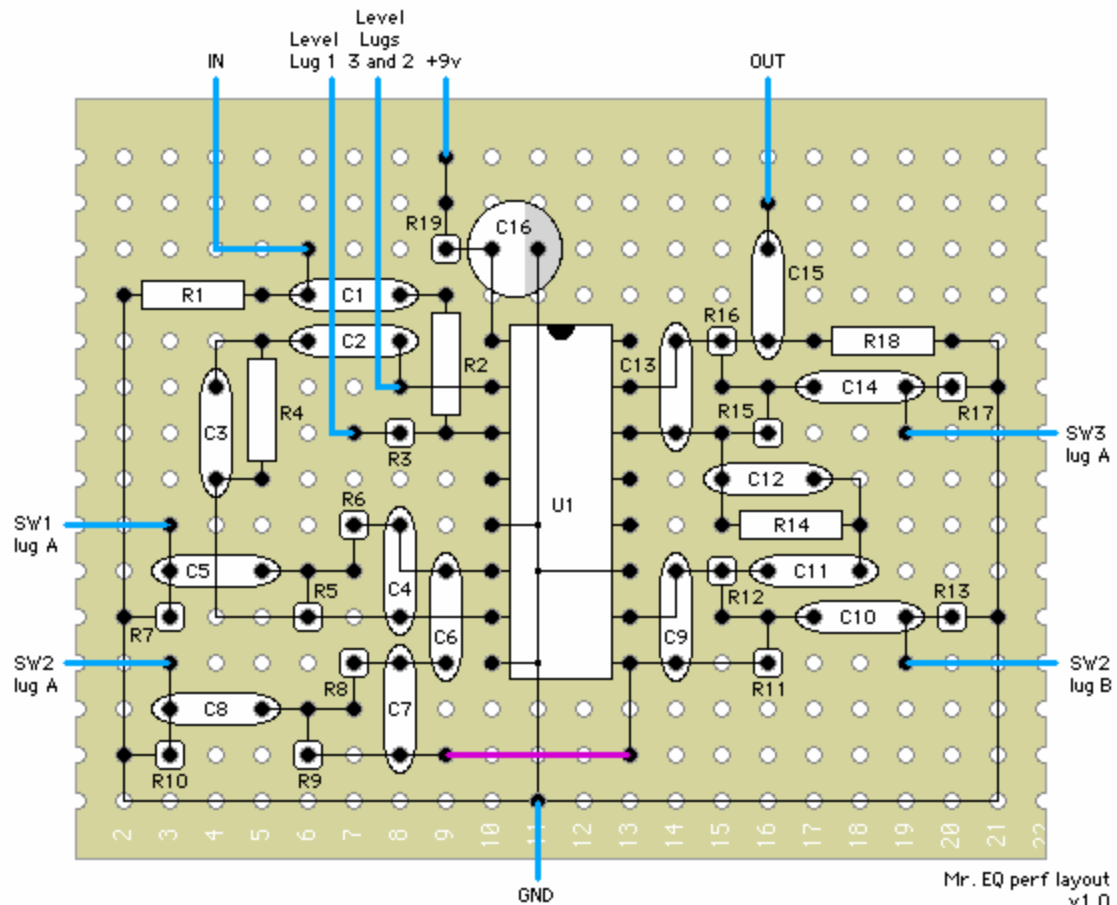 Level
Lugs
Level
Lug 1 3 and 2 +9v
IN
OUT
R19
C16
C15
R1
C1
R16
C2
R2
C13
R18
C14
R4
C3
R15
R17
R3
SW3
lug A
C12
R6
U1
SW1
lug A
R14
C5
C11
R5
C4
R12
R13
R7
C6
C9
C10
SW2
lug A
R8
R11
SW2
lug B
C8
C7
R10
R9
2 3 4 5 6 7 8 9 10 11 12 13 14 15 16 17 18 19 20 21 22
GND
Mr. EQ perf layout
v1.0